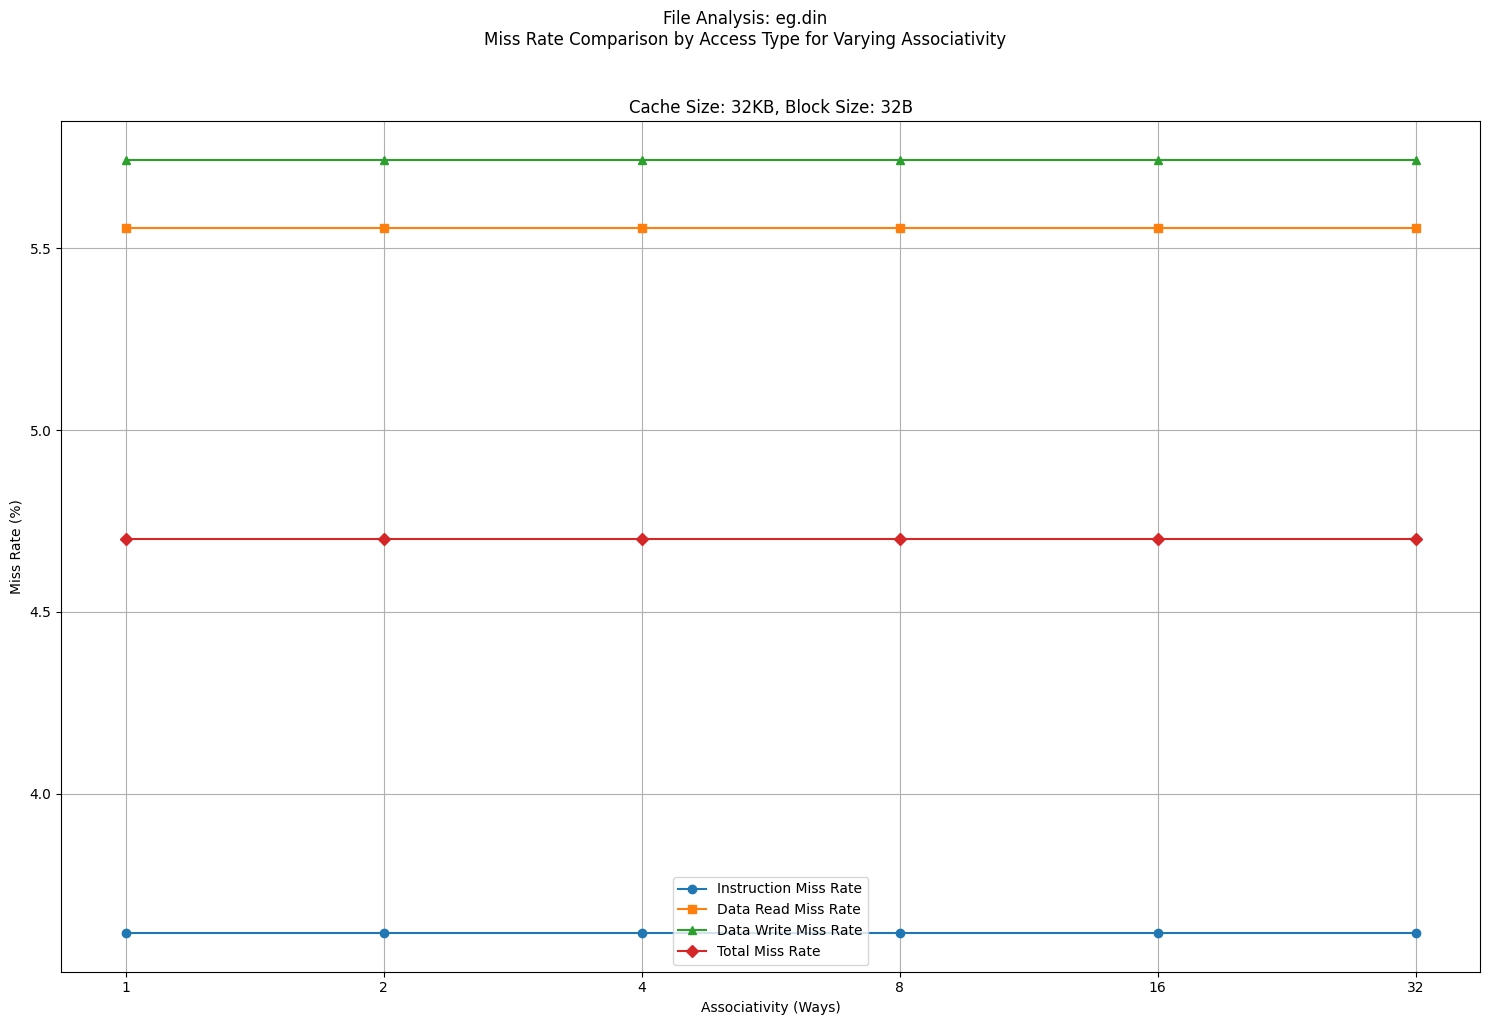 File Analysis: eg.din
Miss Rate Comparison by Access Type for Varying Associativity
Cache Size: 32KB, Block Size: 32B
Miss Rate (%)
5.5
5.0
4.5
4.0
Instruction Miss Rate
Data Read Miss Rate
Data Write Miss Rate
Total Miss Rate
1 2 4 8 16 32
Associativity (Ways)